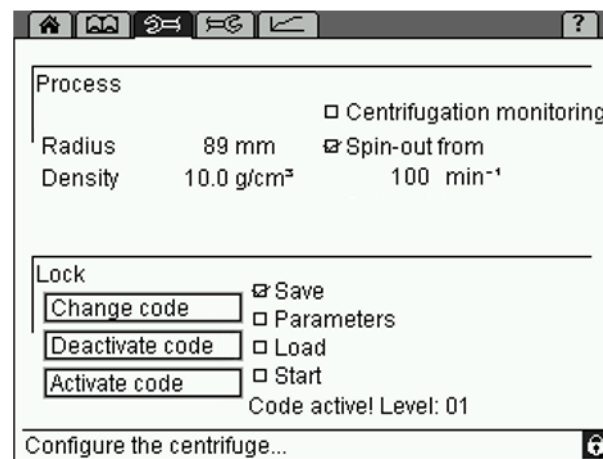 ?
Process
Centrifugation monitoring
Radius 89 mm Spin-out from
Density 10.0 g/cm³ 100 min⁻¹
Lock
Save
Change code
Parameters
Deactivate code Load
Activate code Start
Code active! Level: 01
Configure the centrifuge...